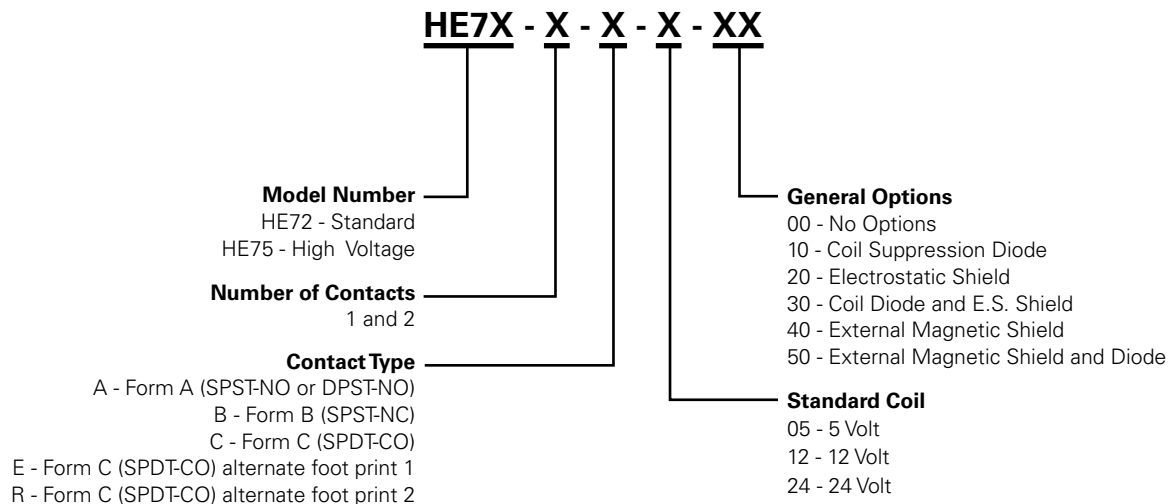 HE7X - X - X - X - XX
Model Number
HE72 - Standard
HE75 - High Voltage
Number of Contacts
1 and 2
Contact Type
A - Form A (SPST-NO or DPST-NO)
B - Form B (SPST-NC)
C - Form C (SPDT-CO)
E - Form C (SPDT-CO) alternate foot print 1
R - Form C (SPDT-CO) alternate foot print 2
General Options
00 - No Options
10 - Coil Suppression Diode
20 - Electrostatic Shield
30 - Coil Diode and E.S. Shield
40 - External Magnetic Shield
50 - External Magnetic Shield and Diode
Standard Coil
05 - 5 Volt
12 - 12 Volt
24 - 24 Volt